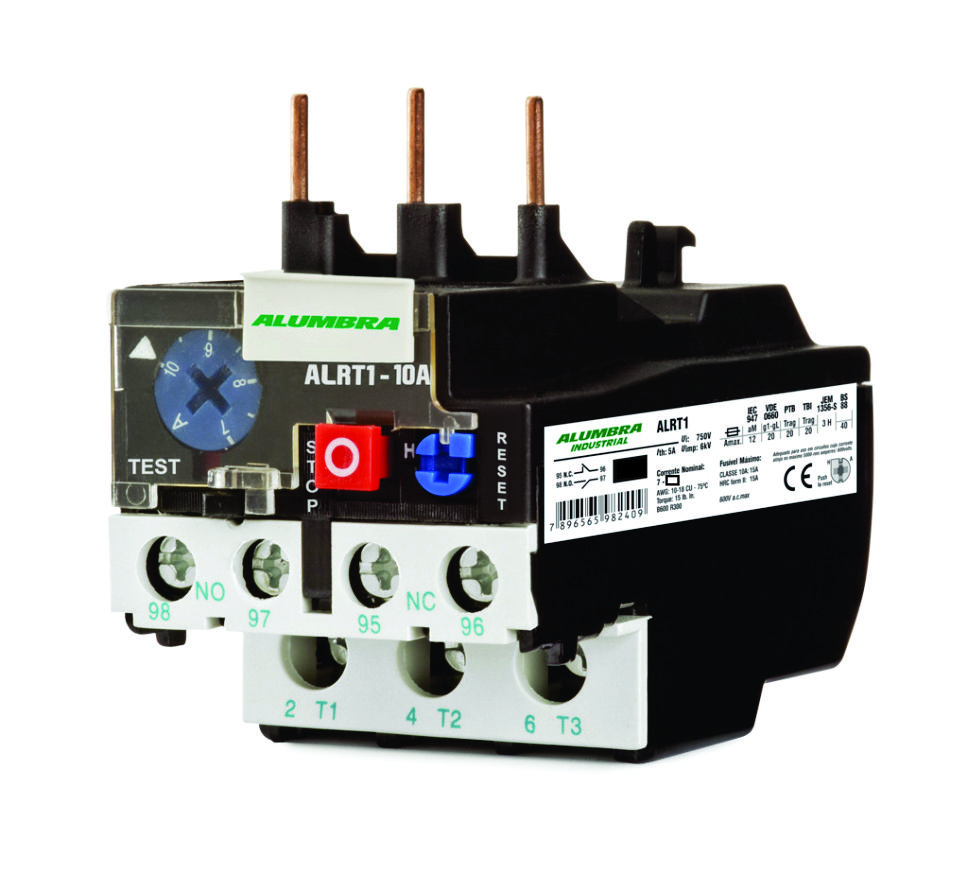 ALUMBRA
ALRT1 - 10A
10 9 8 A
TEST
STOP
H
RESET
98 NO 97 95 NC 96
2 T1 4 T2 6 T3
ALUMBRA
INDUSTRIAL
ALRT1
Ui: 750V
Ith: 5A Uimp: 6kV
95 N.C. 96
98 N.O. 97
Corrente Nominal:
7 -
AWG: 10-18 CU - 75°C
Torque: 15 lb. in.
B600 R300
7 896565 982409
IEC 947 VDE 0660 PTB TBI JEM 1356-S BS 88
aM g1-gL Trag Trag 3 H 40
Amax. 12 20 20 20
Fusível Máximo:
CLASSE 10A: 15A
HRC form II: 15A
600V a.c.max
CE
H A
Push to reset